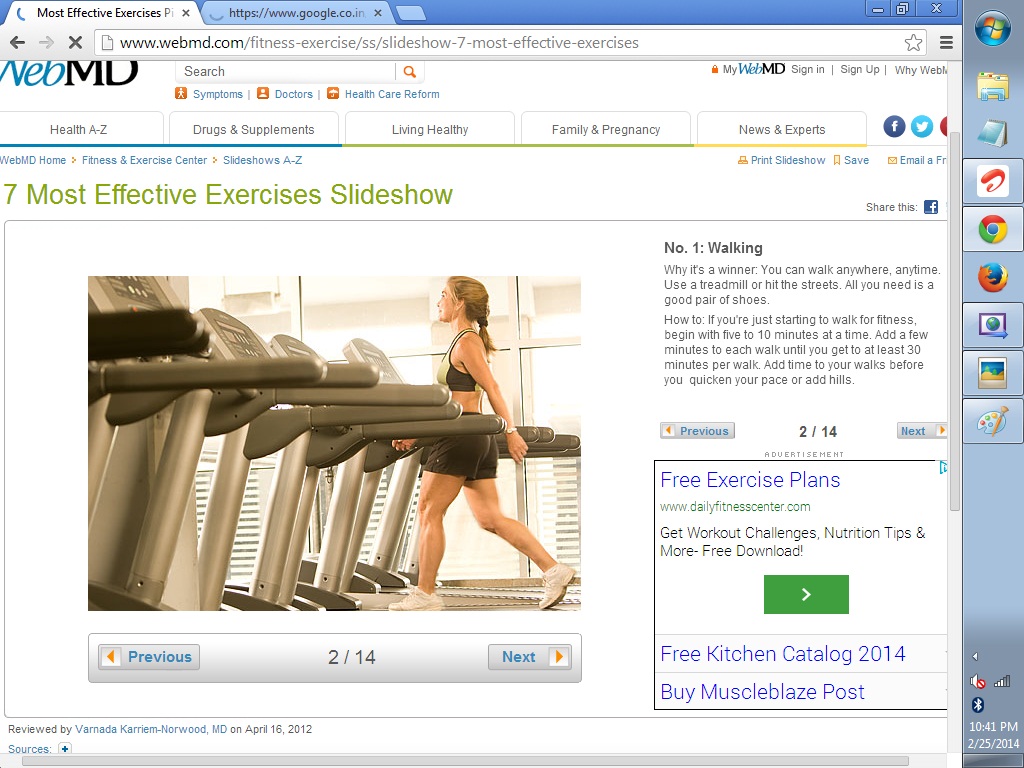 Most Effective Exercises Pi
https://www.google.co.in
www.webmd.com/fitness-exercise/ss/slideshow-7-most-effective-exercises
WebMD
Search
My WebMD Sign in | Sign Up | Why WebM
Symptoms | Doctors | Health Care Reform
Health A-Z
Drugs & Supplements
Living Healthy
Family & Pregnancy
News & Experts
WebMD Home > Fitness & Exercise Center > Slideshows A-Z
Print Slideshow Save Email a Fr
7 Most Effective Exercises Slideshow
Share this:
No. 1: Walking
Why it's a winner: You can walk anywhere, anytime.
Use a treadmill or hit the streets. All you need is a
good pair of shoes.
How to: If you're just starting to walk for fitness,
begin with five to 10 minutes at a time. Add a few
minutes to each walk until you get to at least 30
minutes per walk. Add time to your walks before
you quicken your pace or add hills.
Previous 2 / 14 Next
ADVERTISEMENT
Free Exercise Plans
www.dailyfitnesscenter.com
Get Workout Challenges, Nutrition Tips &
More- Free Download!
Free Kitchen Catalog 2014
Buy Muscleblaze Post
Previous 2 / 14 Next
Reviewed by Varnada Karriem-Norwood, MD on April 16, 2012
Sources:
10:41 PM
2/25/2014